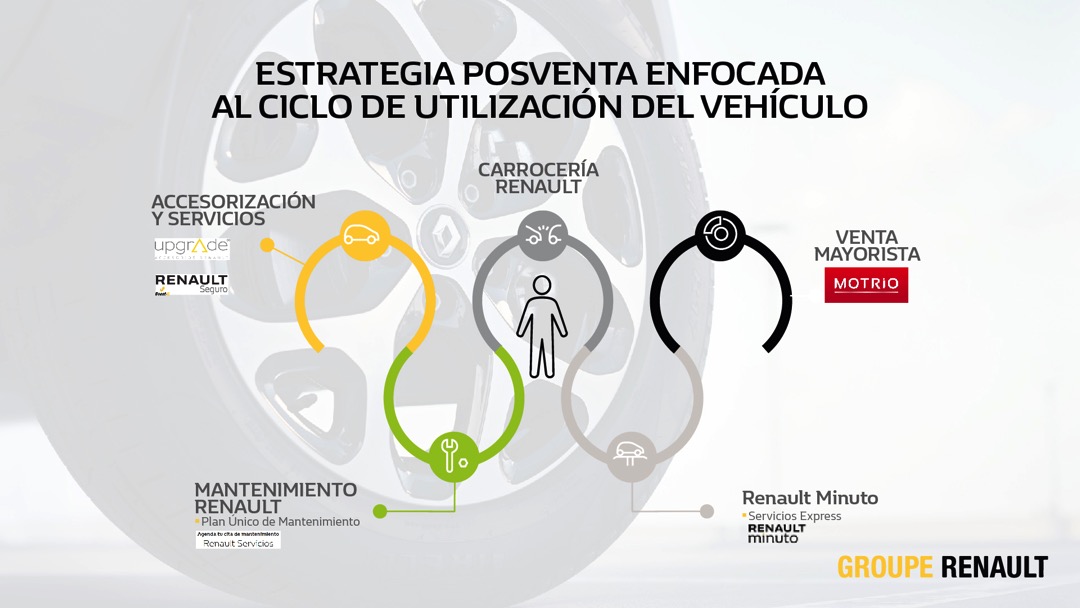 ESTRATEGIA POSVENTA ENFOCADA
AL CICLO DE UTILIZACIÓN DEL VEHÍCULO
CARROCERÍA
RENAULT
ACCESORIZACIÓN
Y SERVICIOS
upgrade
RENAULT
Seguro
VENTA
MAYORISTA
MOTRIO
MANTENIMIENTO
RENAULT
Plan Único de Mantenimiento
Agenda tu cita de mantenimiento
Renault Servicios
Renault Minuto
Servicios Express
RENAULT
minuto
GROUPE RENAULT